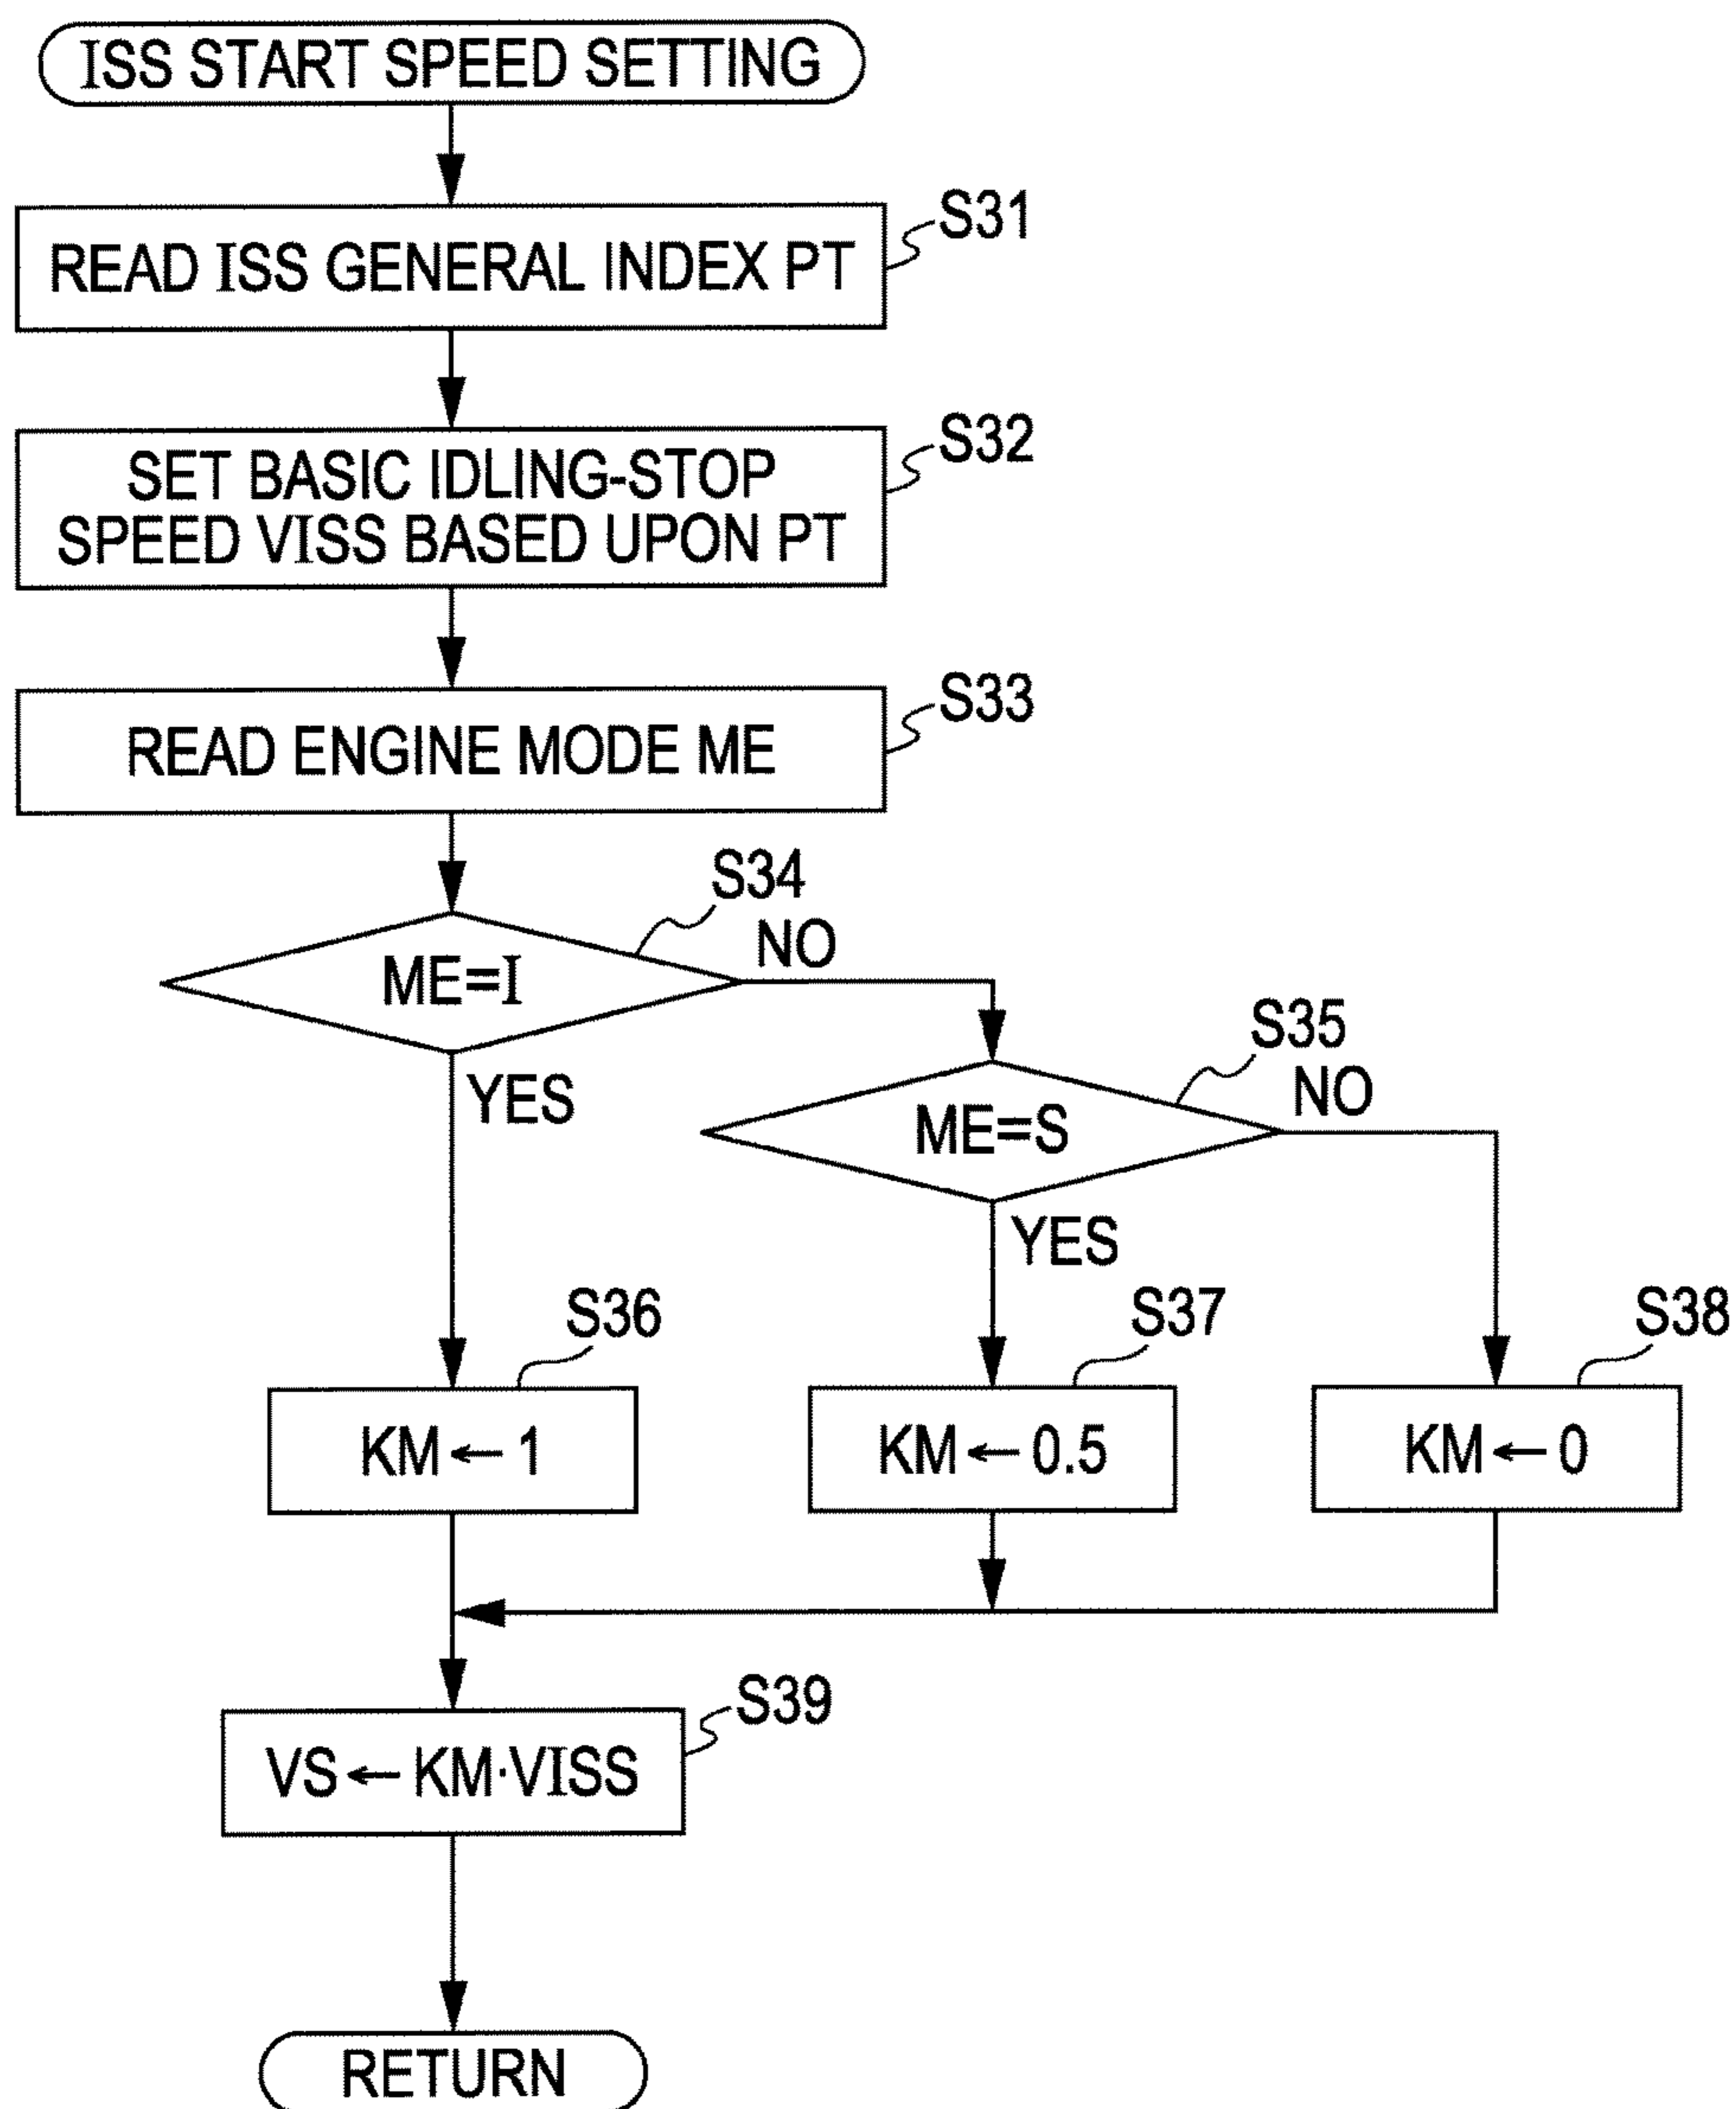 ISS START SPEED SETTING
S31
READ ISS GENERAL INDEX PT
S32
SET BASIC IDLING-STOP
SPEED VISS BASED UPON PT
S33
READ ENGINE MODE ME
S34
NO
ME=I
YES
S35
NO
ME=S
YES
S36
KM←1
S37
KM←0.5
S38
KM←0
S39
VS←KM·VISS
RETURN